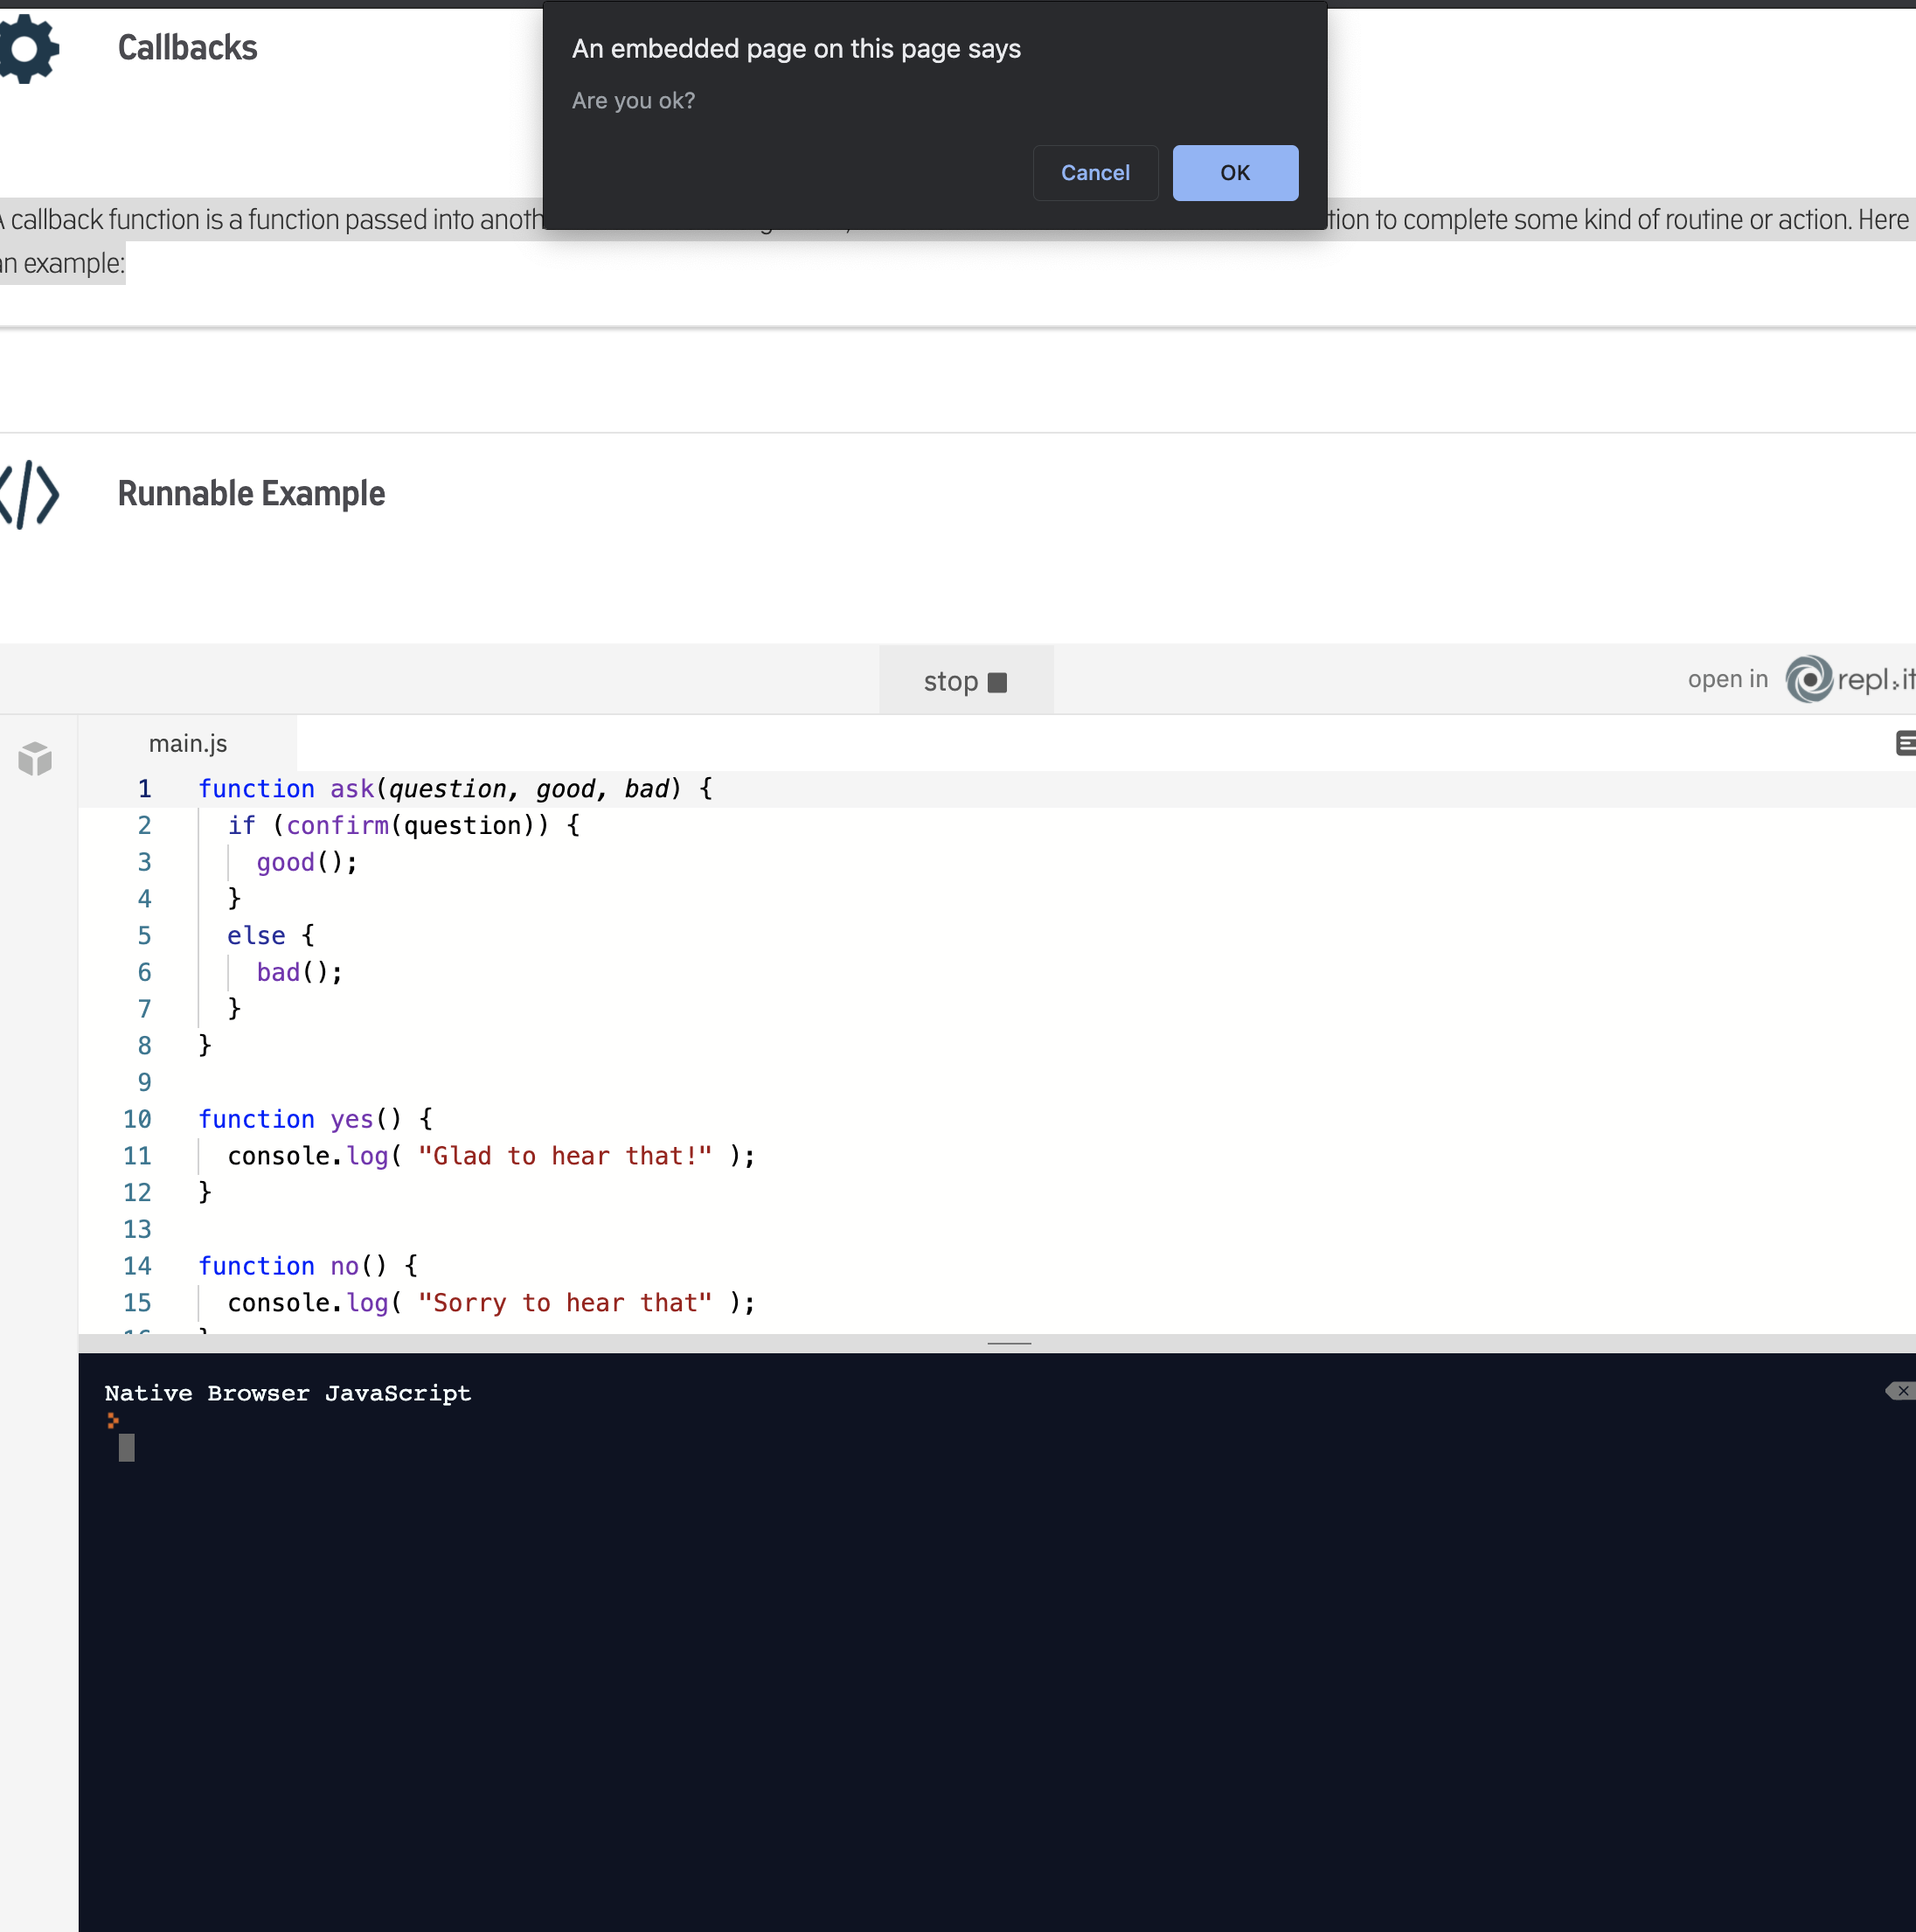 Callbacks
An embedded page on this page says
Are you ok?
Cancel
OK
A callback function is a function passed into tion to complete some kind of routine or action. Here
an example:
Runnable Example
stop
open in repl.it
main.js
1 function ask(question, good, bad) {
2 if (confirm(question)) {
3 good();
4 }
5 else {
6 bad();
7 }
8 }
9
10 function yes() {
11 console.log( "Glad to hear that!" );
12 }
13
14 function no() {
15 console.log( "Sorry to hear that" );
16 }
Native Browser JavaScript